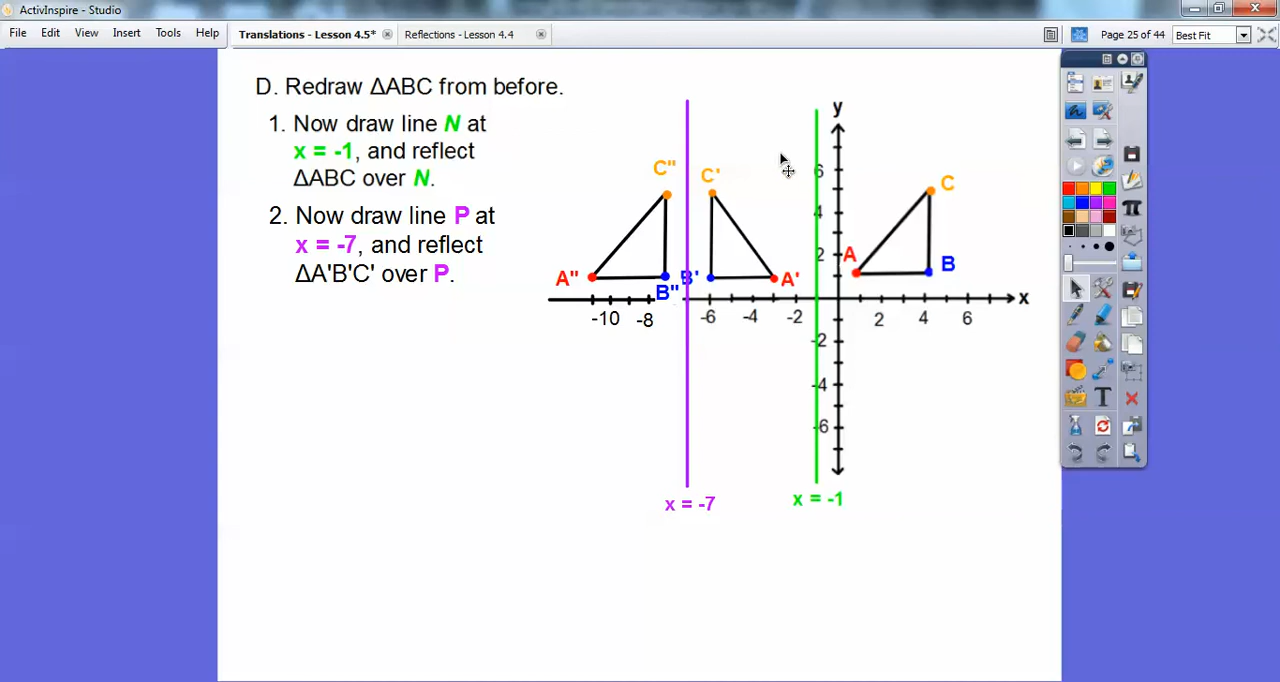 ActivInspire - Studio
File Edit View Insert Tools Help
Translations - Lesson 4.5* Reflections - Lesson 4.4
Page 25 of 44 Best Fit
D. Redraw ΔABC from before.
1. Now draw line N at
x = -1, and reflect
ΔABC over N.
2. Now draw line P at
x = -7, and reflect
ΔA'B'C' over P.
y
C" C' 6 C
4
2 A B
A" B" B' A'
x
-10 -8 -6 -4 -2 2 4 6
-2
-4
-6
x = -7 x = -1
T